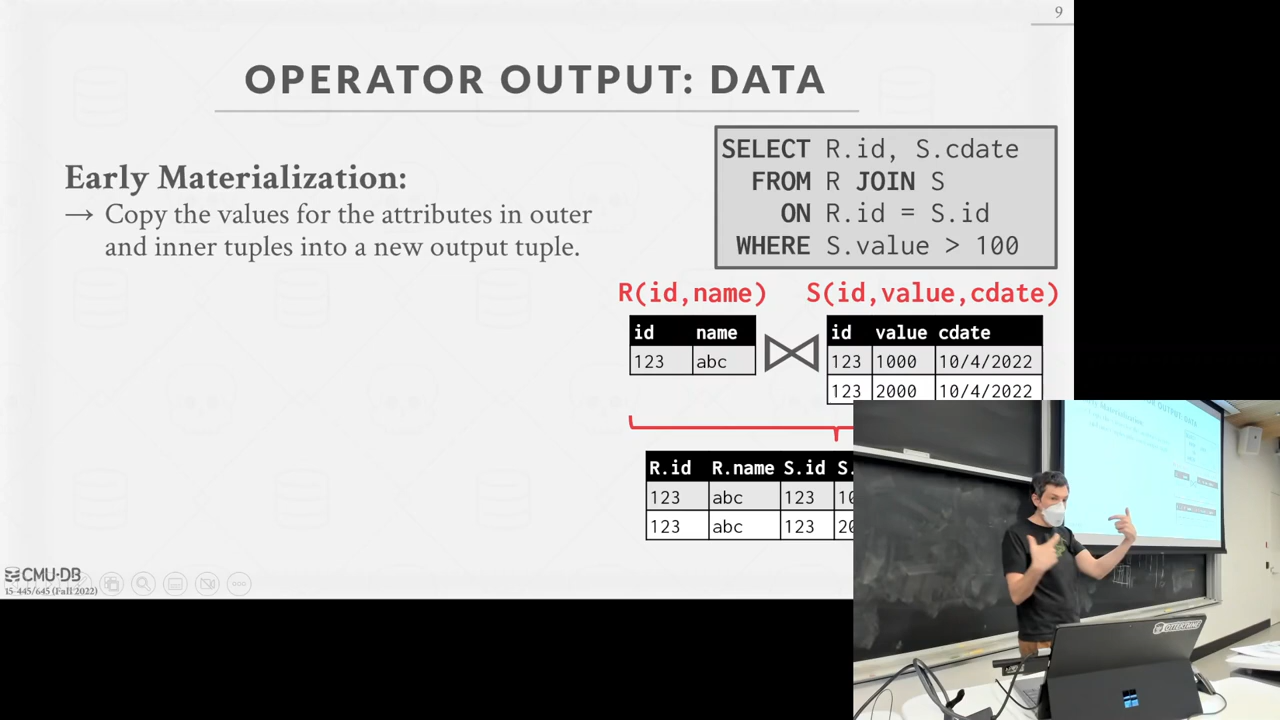 9
OPERATOR OUTPUT: DATA
Early Materialization:
→ Copy the values for the attributes in outer
and inner tuples into a new output tuple.
SELECT R.id, S.cdate
FROM R JOIN S
ON R.id = S.id
WHERE S.value > 100
R(id,name) S(id,value,cdate)
id name
123 abc
id value cdate
123 1000 10/4/2022
123 2000 10/4/2022
R.id R.name S.id S.
123 abc 123 10
123 abc 123 20
CMU·DB
15-445/645 (Fall 2022)